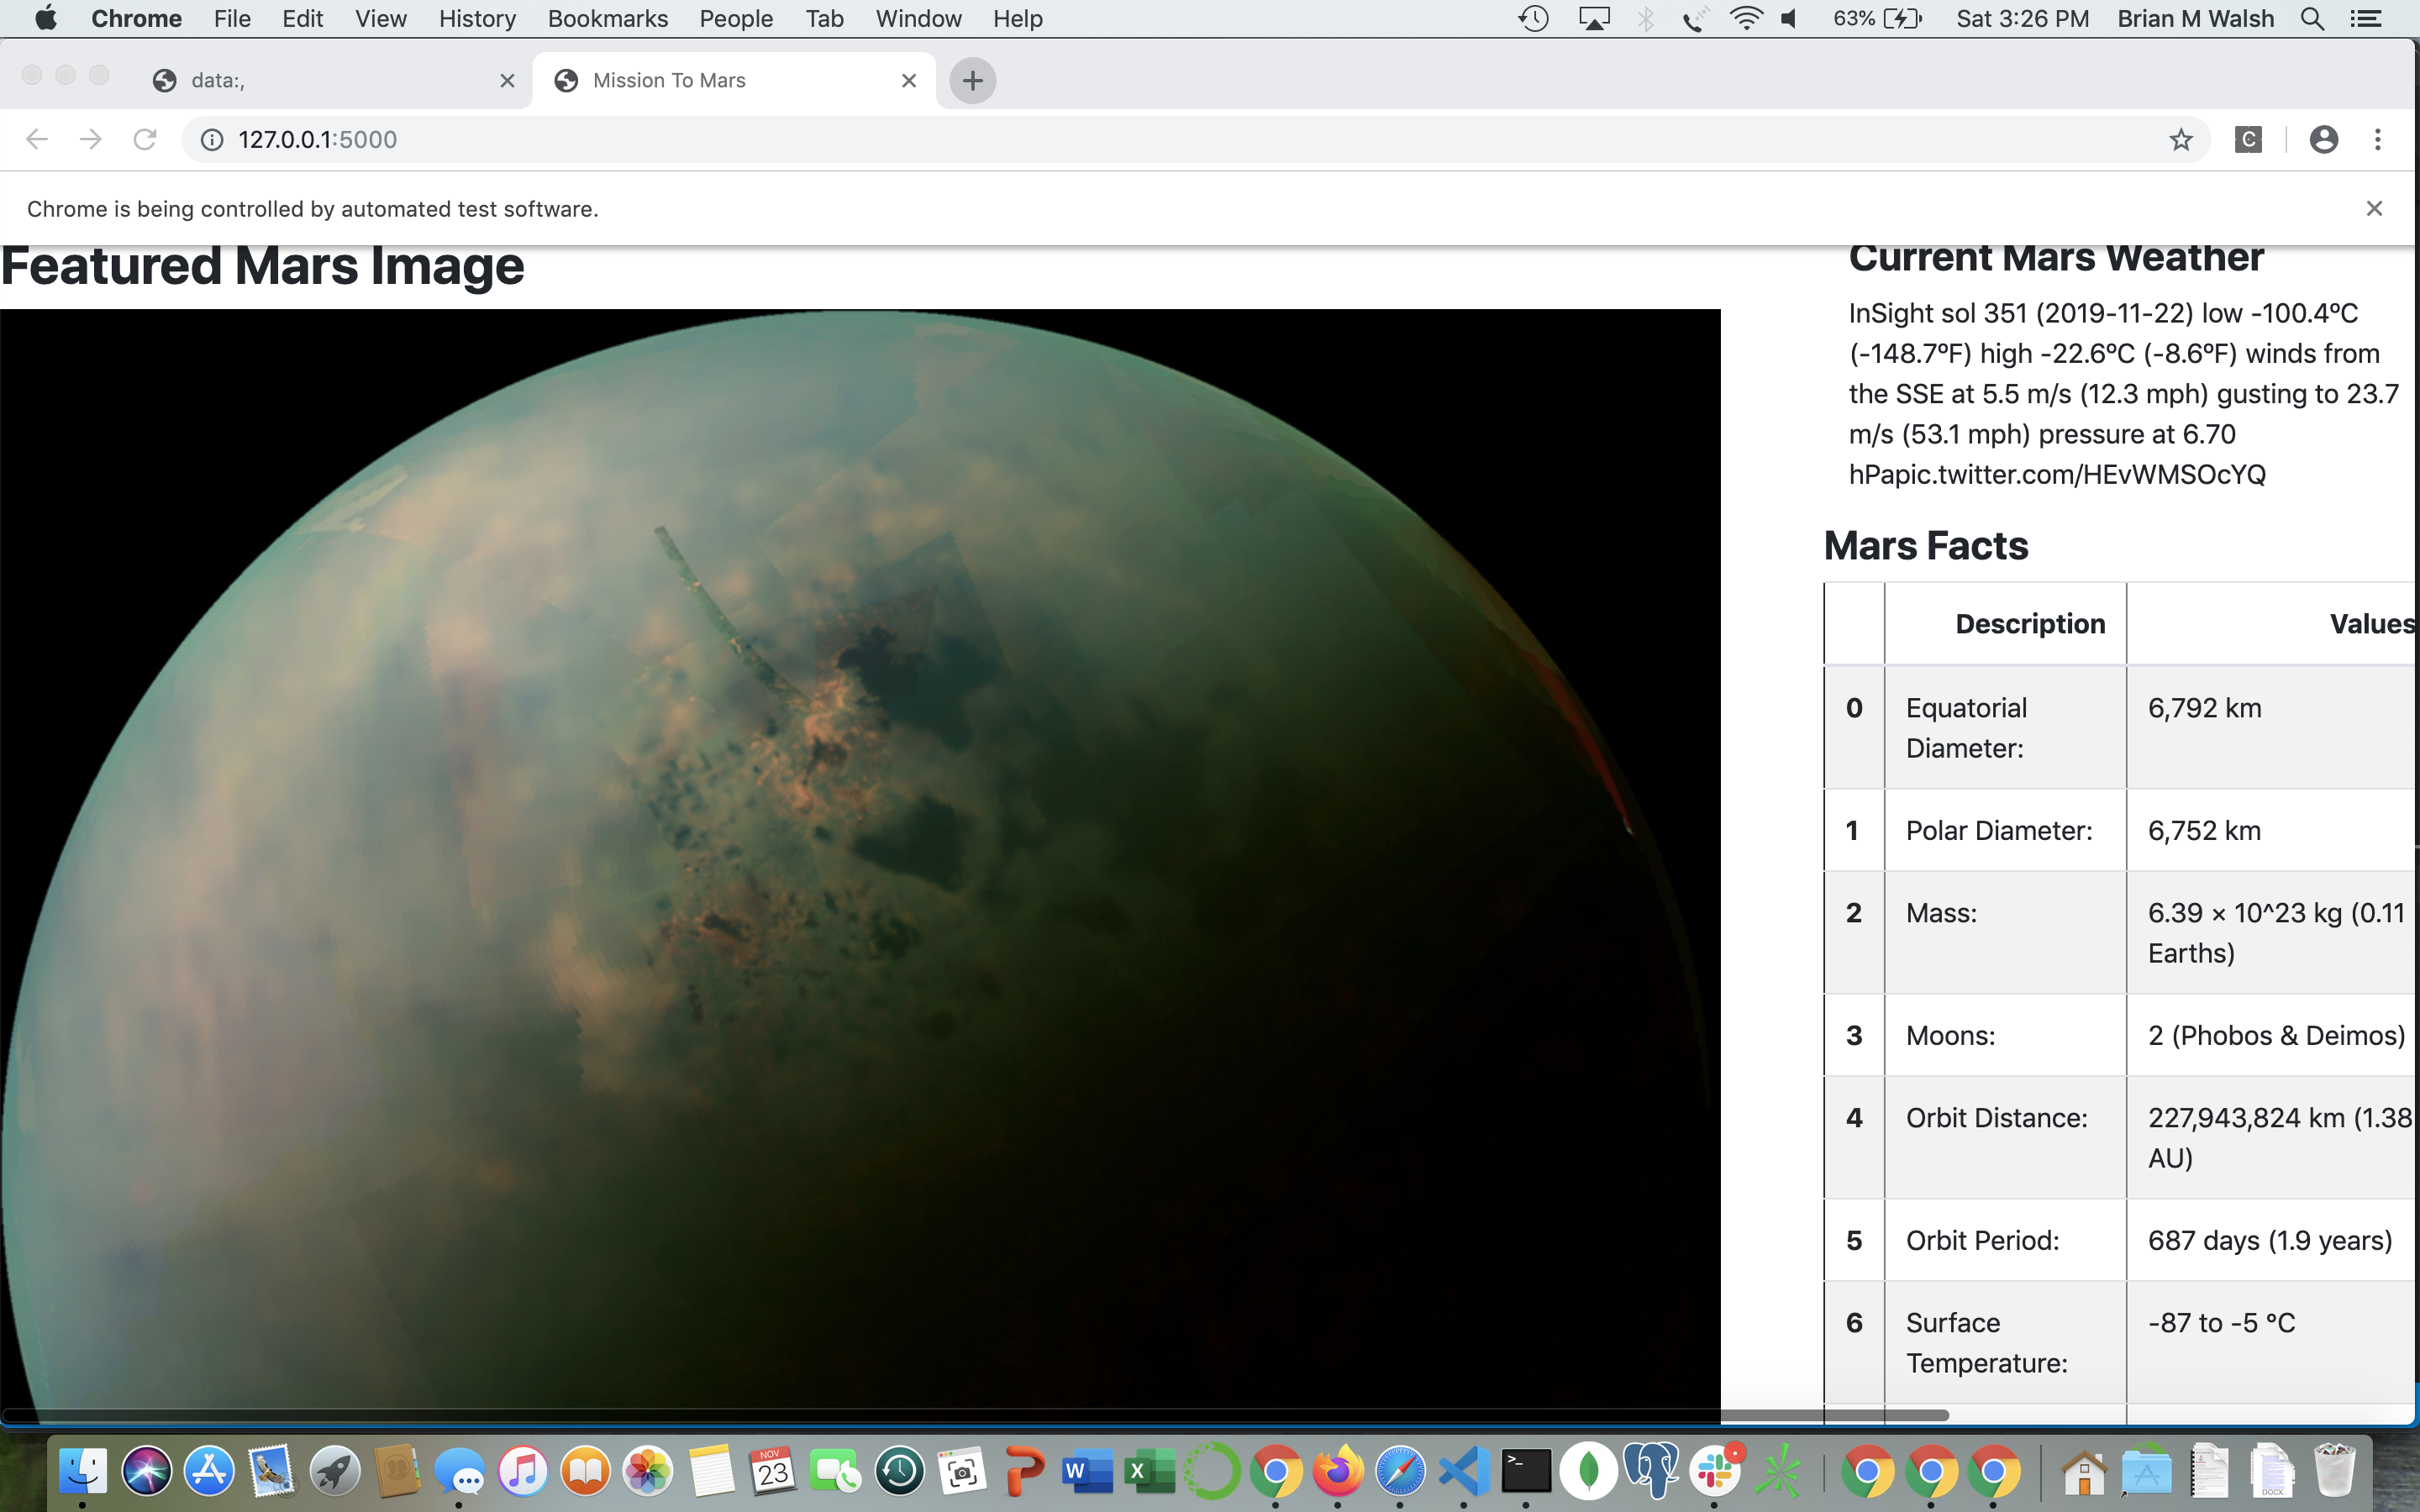 Chrome File Edit View History Bookmarks People Tab Window Help
63% Sat 3:26 PM Brian M Walsh
data:,
Mission To Mars
127.0.0.1:5000
C
Chrome is being controlled by automated test software.
Featured Mars Image
Current Mars Weather
InSight sol 351 (2019-11-22) low -100.4ºC
(-148.7ºF) high -22.6ºC (-8.6ºF) winds from
the SSE at 5.5 m/s (12.3 mph) gusting to 23.7
m/s (53.1 mph) pressure at 6.70
hPapic.twitter.com/HEvWMSOcYQ
Mars Facts
Description Values
0 Equatorial Diameter: 6,792 km
1 Polar Diameter: 6,752 km
2 Mass: 6.39 × 10^23 kg (0.11 Earths)
3 Moons: 2 (Phobos & Deimos)
4 Orbit Distance: 227,943,824 km (1.38 AU)
5 Orbit Period: 687 days (1.9 years)
6 Surface Temperature: -87 to -5 °C
NOV
23
W
X
>_
DOCX